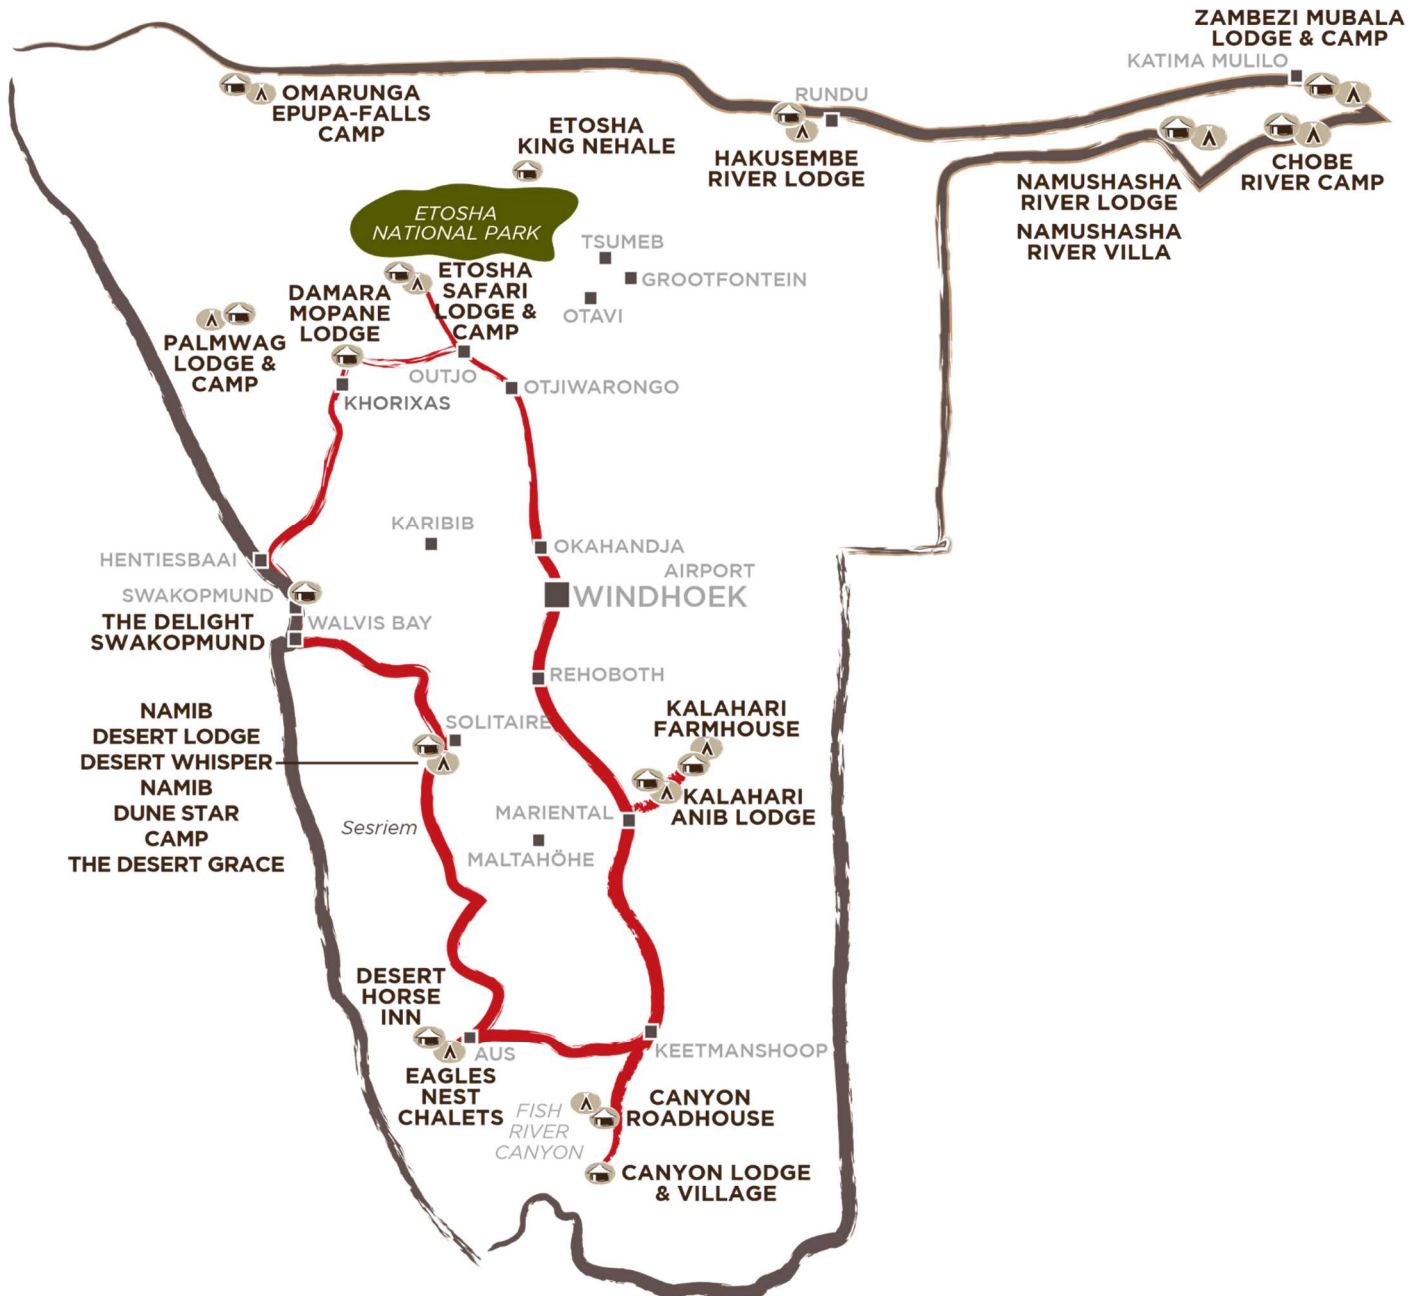 ZAMBEZI MUBALA
LODGE & CAMP
KATIMA MULILO
OMARUNGA
EPUPA-FALLS
CAMP
RUNDU
ETOSHA
KING NEHALE
HAKUSEMBE
RIVER LODGE
CHOBE
RIVER CAMP
NAMUSHASHA
RIVER LODGE
NAMUSHASHA
RIVER VILLA
ETOSHA
NATIONAL PARK
TSUMEB
GROOTFONTEIN
OTAVI
ETOSHA
SAFARI
LODGE &
CAMP
DAMARA
MOPANE
LODGE
PALMWAG
LODGE &
CAMP
OUTJO
OTJIWARONGO
KHORIXAS
KARIBIB
OKAHANDJA
HENTIESBAAI
AIRPORT
WINDHOEK
SWAKOPMUND
THE DELIGHT
SWAKOPMUND
WALVIS BAY
REHOBOTH
NAMIB
DESERT LODGE
DESERT WHISPER
NAMIB
DUNE STAR
CAMP
THE DESERT GRACE
SOLITAIRE
KALAHARI
FARMHOUSE
KALAHARI
ANIB LODGE
MARIENTAL
Sesriem
MALTAHÖHE
DESERT
HORSE
INN
AUS
KEETMANSHOOP
EAGLES
NEST
CHALETS
FISH
RIVER
CANYON
CANYON
ROADHOUSE
CANYON LODGE
& VILLAGE